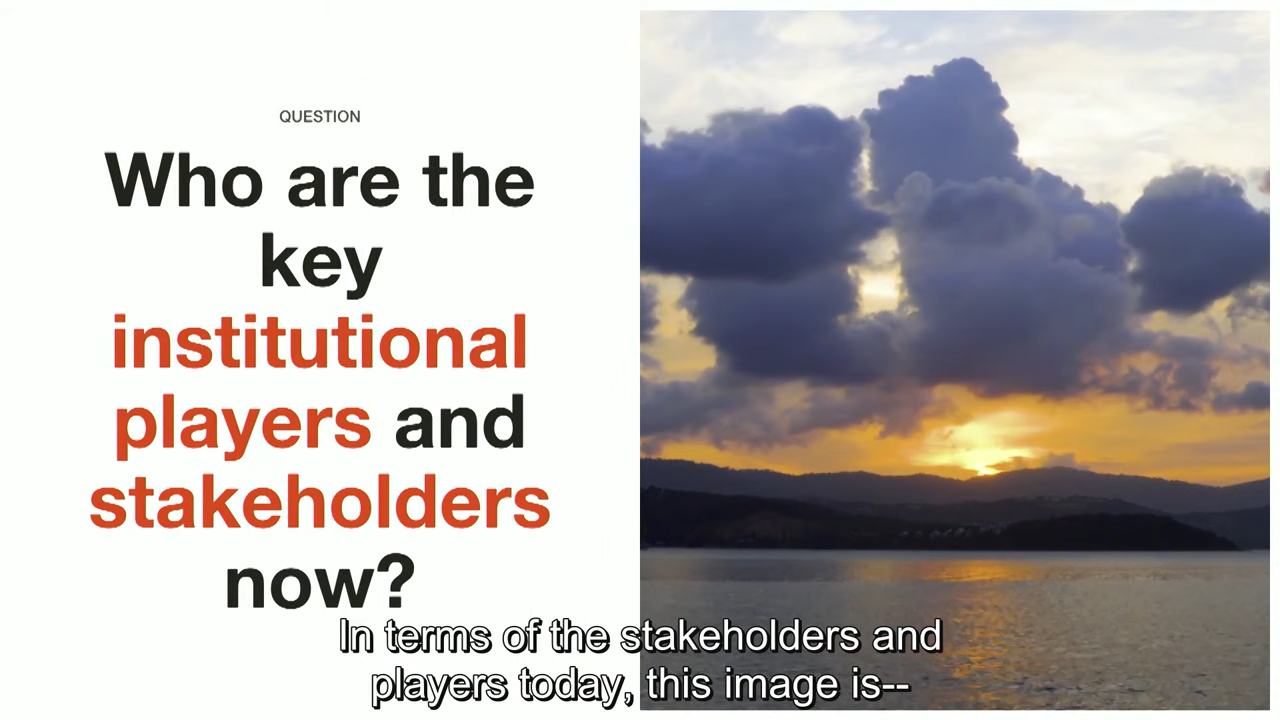 QUESTION
Who are the
key
institutional
players and
stakeholders
now?
In terms of the stakeholders and
players today, this image is--